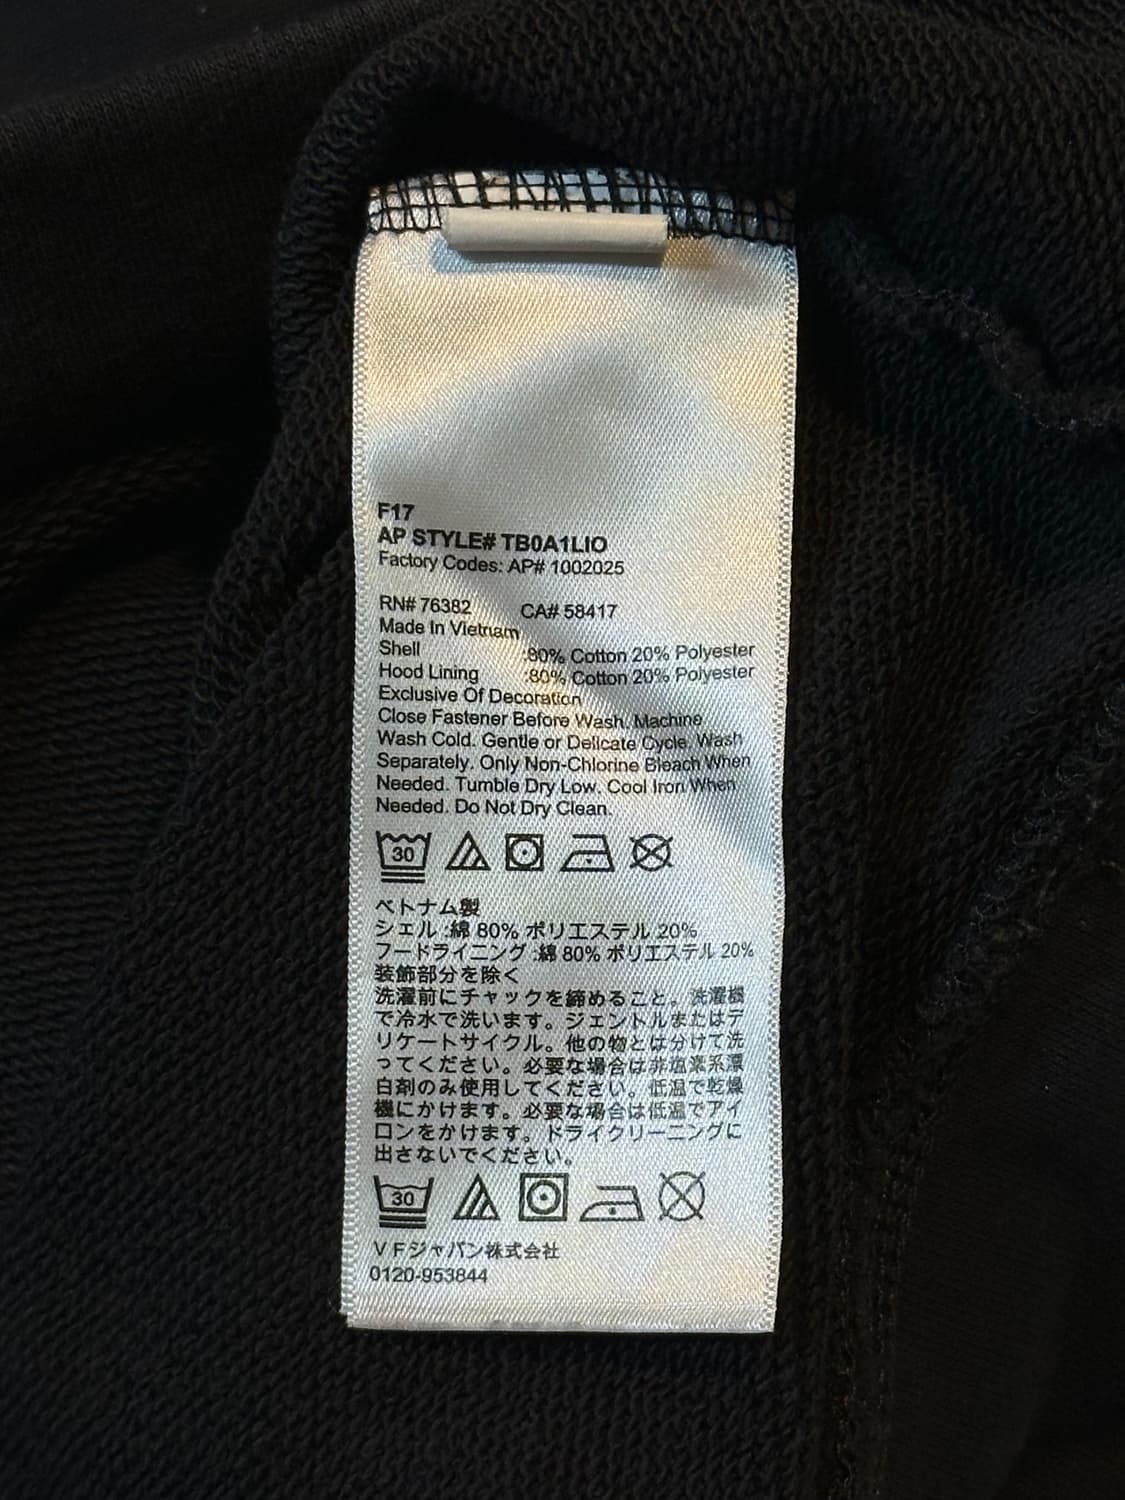 F17
AP STYLE# TB0A1LIO
Factory Codes: AP# 1002025
RN# 76382 CA# 58417
Made In Vietnam
Shell :80% Cotton 20% Polyester
Hood Lining :80% Cotton 20% Polyester
Exclusive Of Decoration
Close Fastener Before Wash. Machine
Wash Cold. Gentle or Delicate Cycle. Wash
Separately. Only Non-Chlorine Bleach When
Needed. Tumble Dry Low. Cool Iron When
Needed. Do Not Dry Clean.
30
ベトナム製
シェル :綿 80% ポリエステル 20%
フードライニング :綿 80% ポリエステル 20%
装飾部分を除く
洗濯前にチャックを締めること。洗濯機
で冷水で洗います。ジェントルまたはデ
リケートサイクル。他の物とは分けて洗
ってください。必要な場合は非塩素系漂
白剤のみ使用してください。低温で乾燥
機にかけます。必要な場合は低温でアイ
ロンをかけます。ドライクリーニングに
出さないでください。
30
VFジャパン株式会社
0120-953844